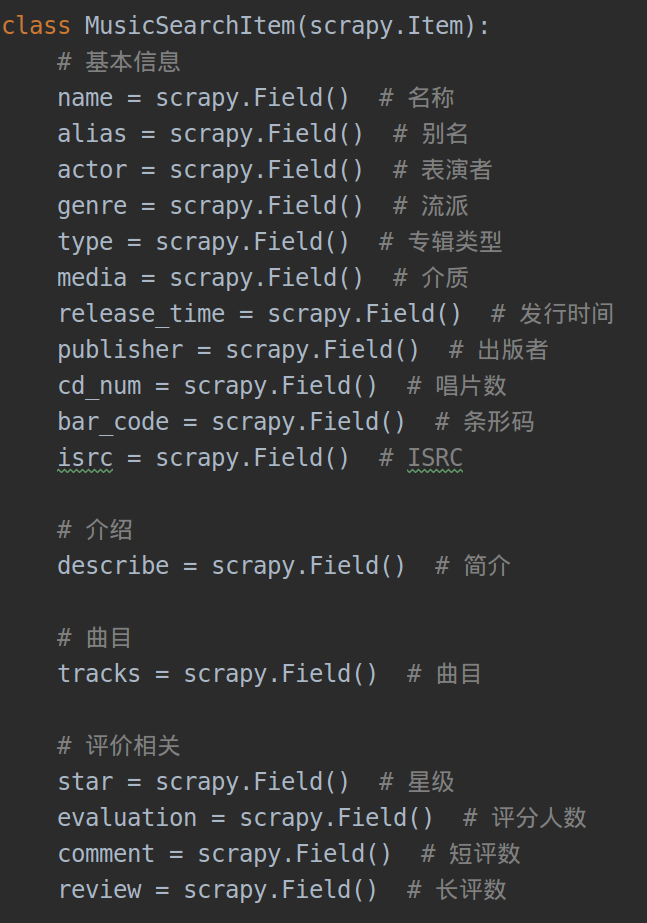 class MusicSearchItem(scrapy.Item):
    # 基本信息
    name = scrapy.Field()  # 名称
    alias = scrapy.Field()  # 别名
    actor = scrapy.Field()  # 表演者
    genre = scrapy.Field()  # 流派
    type = scrapy.Field()  # 专辑类型
    media = scrapy.Field()  # 介质
    release_time = scrapy.Field()  # 发行时间
    publisher = scrapy.Field()  # 出版者
    cd_num = scrapy.Field()  # 唱片数
    bar_code = scrapy.Field()  # 条形码
    isrc = scrapy.Field()  # ISRC

    # 介绍
    describe = scrapy.Field()  # 简介

    # 曲目
    tracks = scrapy.Field()  # 曲目

    # 评价相关
    star = scrapy.Field()  # 星级
    evaluation = scrapy.Field()  # 评分人数
    comment = scrapy.Field()  # 短评数
    review = scrapy.Field()  # 长评数